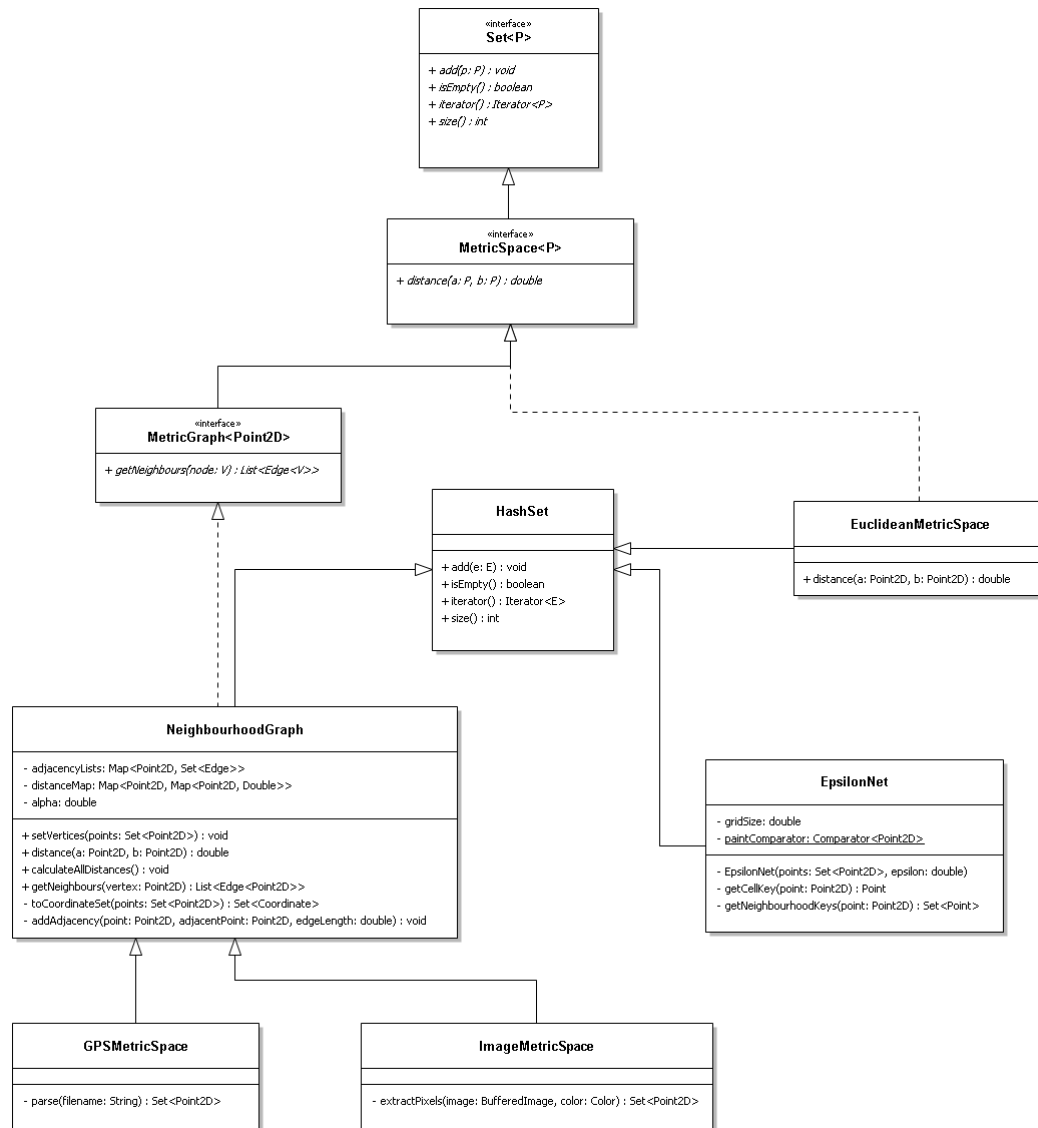 «interface»
Set<P>
+ add(p: P) : void
+ isEmpty() : boolean
+ iterator() : Iterator<P>
+ size() : int
«interface»
MetricSpace<P>
+ distance(a: P, b: P) : double
«interface»
MetricGraph<Point2D>
+ getNeighbours(node: V) : List<Edge<V>>
HashSet
+ add(e: E) : void
+ isEmpty() : boolean
+ iterator() : Iterator<E>
+ size() : int
EuclideanMetricSpace
+ distance(a: Point2D, b: Point2D) : double
NeighbourhoodGraph
- adjacencyLists: Map<Point2D, Set<Edge>>
- distanceMap: Map<Point2D, Map<Point2D, Double>>
- alpha: double
+ setVertices(points: Set<Point2D>) : void
+ distance(a: Point2D, b: Point2D) : double
+ calculateAllDistances() : void
+ getNeighbours(vertex: Point2D) : List<Edge<Point2D>>
- toCoordinateSet(points: Set<Point2D>) : Set<Coordinate>
- addAdjacency(point: Point2D, adjacentPoint: Point2D, edgeLength: double) : void
EpsilonNet
- gridSize: double
- paintComparator: Comparator<Point2D>
- EpsilonNet(points: Set<Point2D>, epsilon: double)
- getCellKey(point: Point2D) : Point
- getNeighbourhoodKeys(point: Point2D) : Set<Point>
GPSMetricSpace
- parse(filename: String) : Set<Point2D>
ImageMetricSpace
- extractPixels(image: BufferedImage, color: Color) : Set<Point2D>